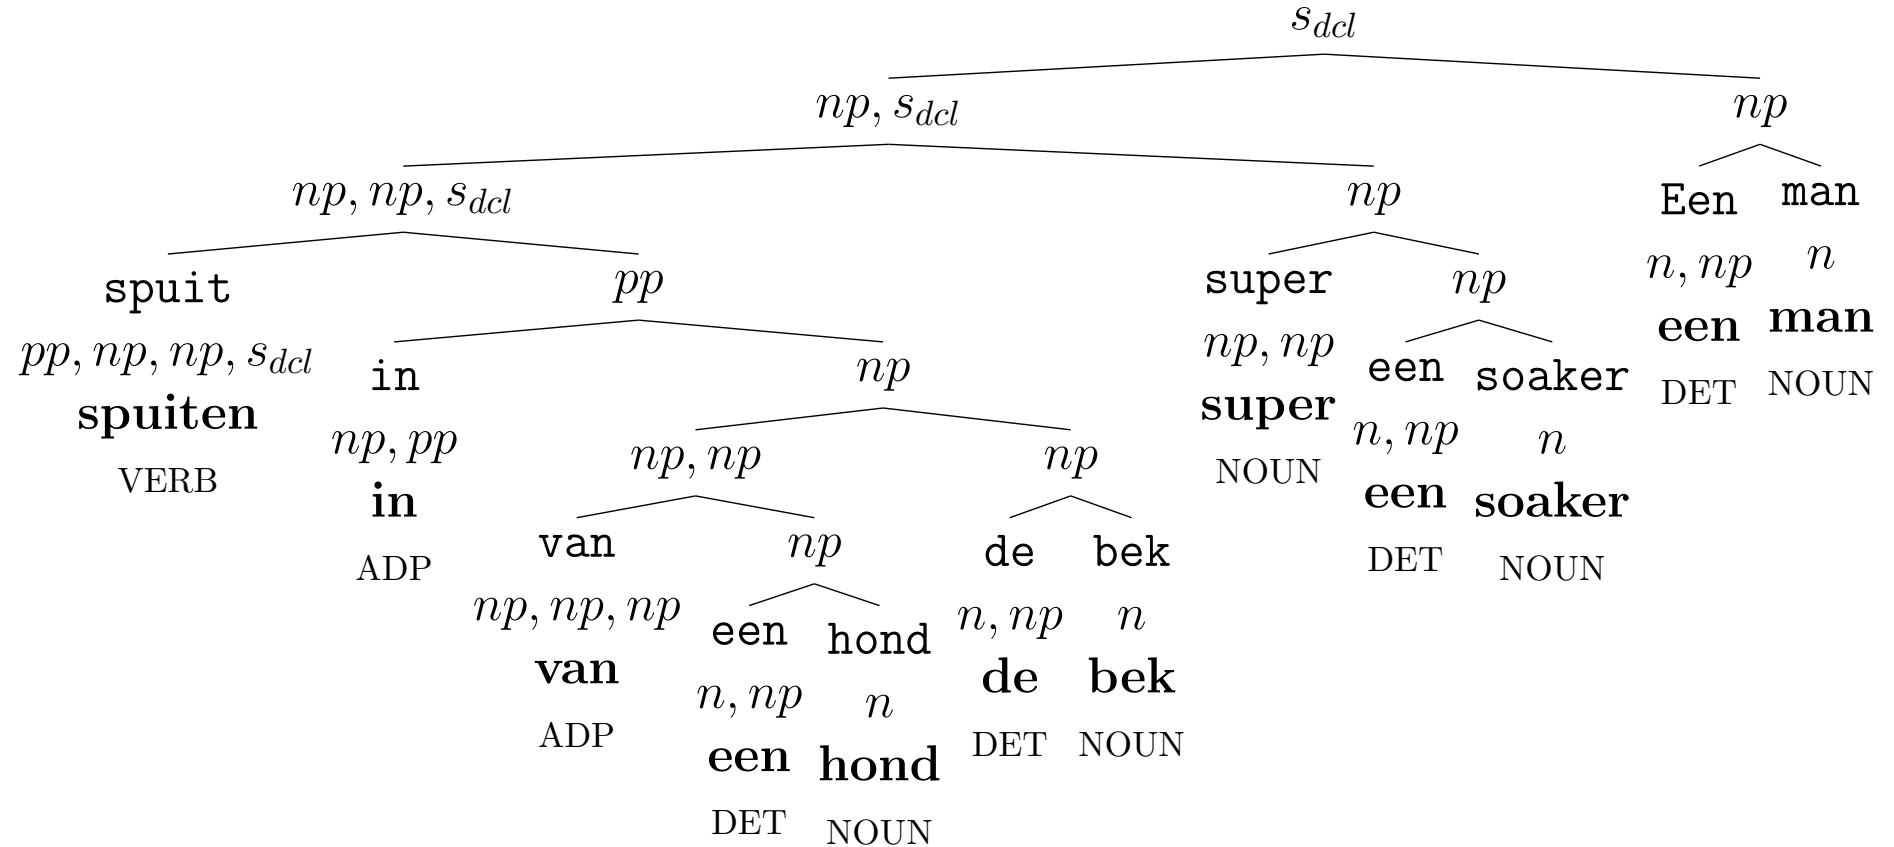 s_dcl
np, s_dcl np
np, np, s_dcl np Een man
n, np n
een man
DET NOUN
spuit pp super np
pp, np, np, s_dcl np, np
spuiten super
VERB NOUN
in np een soaker
np, pp n, np n
in een soaker
ADP DET NOUN
np, np np
van np de bek
np, np, np n, np n
van de bek
ADP DET NOUN
een hond
n, np n
een hond
DET NOUN